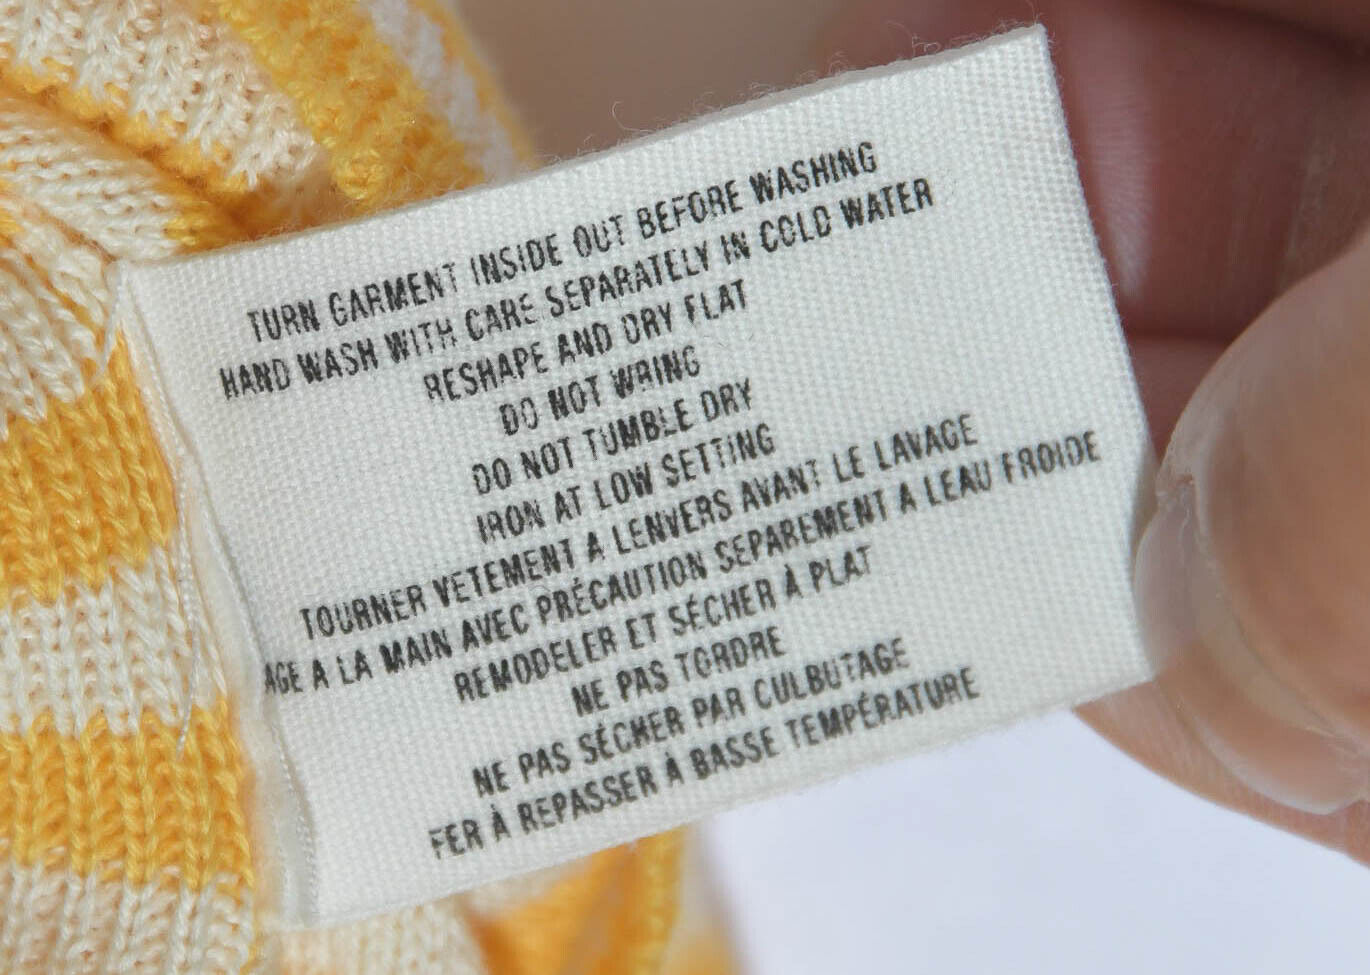 TURN GARMENT INSIDE OUT BEFORE WASHING
HAND WASH WITH CARE SEPARATELY IN COLD WATER
RESHAPE AND DRY FLAT
DO NOT WRING
DO NOT TUMBLE DRY
IRON AT LOW SETTING
TOURNER VETEMENT A LENVERS AVANT LE LAVAGE
AGE A LA MAIN AVEC PRÉCAUTION SEPAREMENT A LEAU FROIDE
REMODELER ET SÉCHER À PLAT
NE PAS TORDRE
NE PAS SÉCHER PAR CULBUTAGE
FER À REPASSER À BASSE TEMPÉRATURE